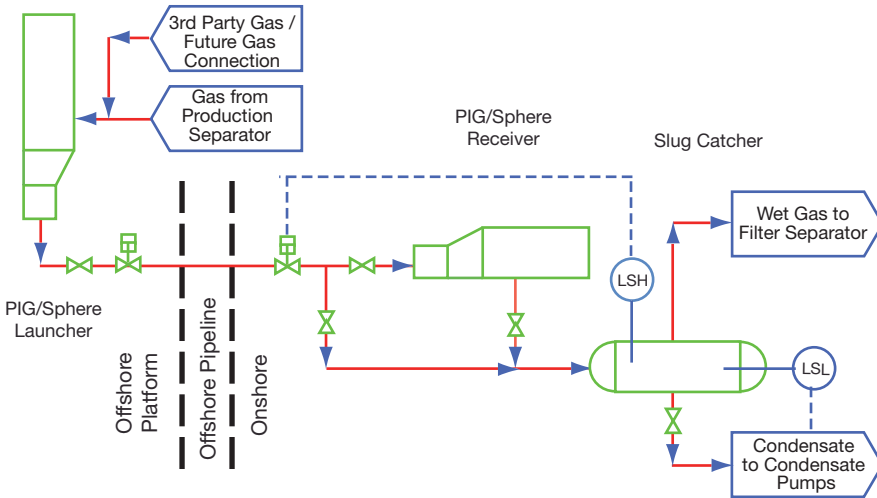 3rd Party Gas /
Future Gas
Connection
Gas from
Production
Separator
PIG/Sphere
Receiver
Slug Catcher
Wet Gas to
Filter Separator
LSH
PIG/Sphere
Launcher
Offshore
Platform
Offshore Pipeline
Onshore
LSL
Condensate
to Condensate
Pumps